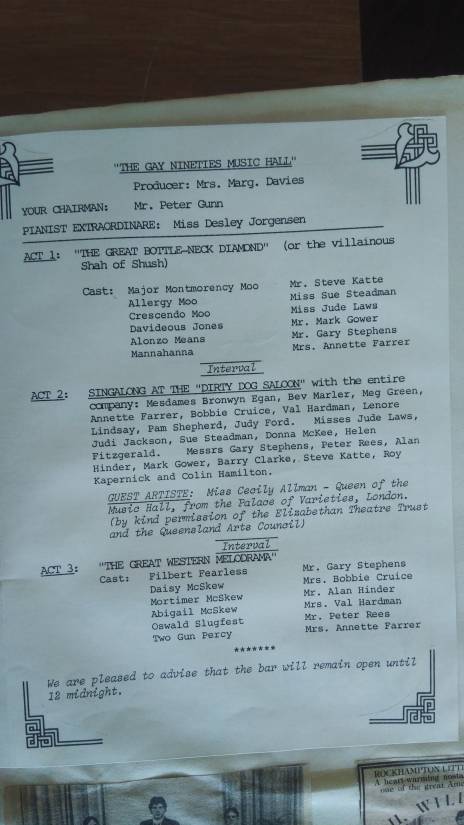 "THE GAY NINETIES MUSIC HALL"
Producer: Mrs. Marg. Davies
YOUR CHAIRMAN: Mr. Peter Gunn
PIANIST EXTRAORDINARE: Miss Desley Jorgensen
ACT 1: "THE GREAT BOTTLE-NECK DIAMOND" (or the villainous
Shah of Shush)
Cast: Major Montmorency Moo Mr. Steve Katte
Allergy Moo Miss Sue Steadman
Crescendo Moo Miss Jude Laws
Davideous Jones Mr. Mark Gower
Alonzo Means Mr. Gary Stephens
Mannahanna Mrs. Annette Farrer
Interval
ACT 2: SINGALONG AT THE "DIRTY DOG SALOON" with the entire
company: Mesdames Bronwyn Egan, Bev Marler, Meg Green,
Annette Farrer, Bobbie Cruice, Val Hardman, Lenore
Lindsay, Pam Shepherd, Judy Ford. Misses Jude Laws,
Judi Jackson, Sue Steadman, Donna McKee, Helen
Fitzgerald. Messrs Gary Stephens, Peter Rees, Alan
Hinder, Mark Gower, Barry Clarke, Steve Katte, Roy
Kapernick and Colin Hamilton.
GUEST ARTISTE: Miss Cecily Allman - Queen of the
Music Hall, from the Palace of Varieties, London.
(by kind permission of the Elizabethan Theatre Trust
and the Queensland Arts Council)
Interval
ACT 3: "THE GREAT WESTERN MELODRAMA"
Cast: Filbert Fearless Mr. Gary Stephens
Daisy McSkew Mrs. Bobbie Cruice
Mortimer McSkew Mr. Alan Hinder
Abigail McSkew Mrs. Val Hardman
Oswald Slugfest Mr. Peter Rees
Two Gun Percy Mrs. Annette Farrer
*******
We are pleased to advise that the bar will remain open until
12 midnight.
ROCKHAMPTON
A heart-warming
one of the great